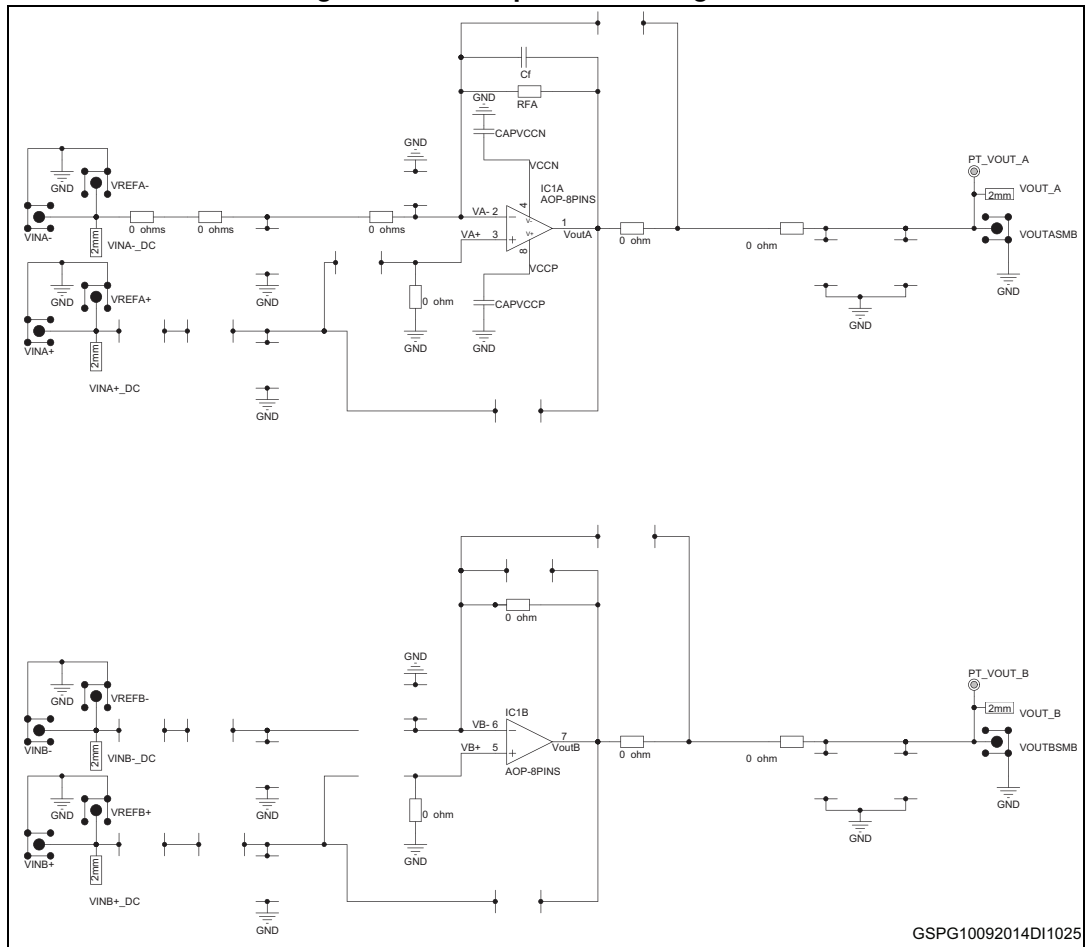 Cf
GND
RFA
CAPVCCN
GND
VCCN
PT_VOUT_A
GND
VREFA-
IC1A
AOP-8PINS
VOUT_A
2mm
4
VA- 2
V-
1
VINA-
0 ohms
0 ohms
0 ohms
VoutA
0 ohm
0 ohm
VOUTASMB
2mm
VINA-_DC
VA+ 3
V+
8
VCCP
GND
VREFA+
GND
0 ohm
CAPVCCP
GND
GND
VINA+
2mm
GND
GND
VINA+_DC
GND
0 ohm
GND
PT_VOUT_B
GND
VREFB-
IC1B
2mm
VOUT_B
VINB-
VB- 6
7
VOUTBSMB
2mm
VINB-_DC
VB+ 5
VoutB
0 ohm
0 ohm
AOP-8PINS
GND
VREFB+
GND
0 ohm
GND
GND
VINB+
2mm
GND
VINB+_DC
GND
GSPG10092014DI1025